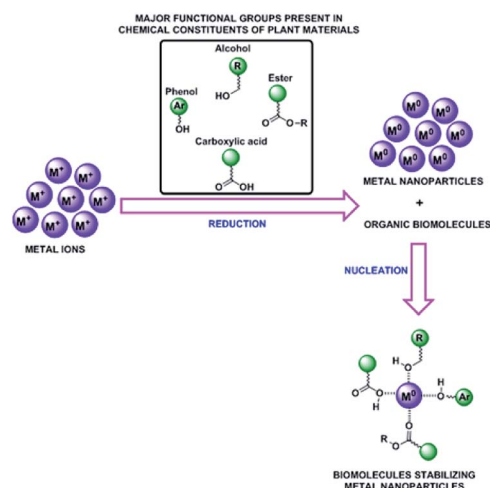 MAJOR FUNCTIONAL GROUPS PRESENT IN
CHEMICAL CONSTITUENTS OF PLANT MATERIALS
Alcohol
R
HO
Phenol
Ar
OH
Ester
O
O–R
Carboxylic acid
O
OH
M⁺
M⁺ M⁺
M⁺ M⁺ M⁺
M⁺ M⁺
METAL IONS
REDUCTION
M⁰
M⁰ M⁰
M⁰ M⁰ M⁰
M⁰ M⁰
METAL NANOPARTICLES
+
ORGANIC BIOMOLECULES
NUCLEATION
R
H O
O O H
M⁰
H O Ar
O
R O
BIOMOLECULES STABILIZING
METAL NANOPARTICLES